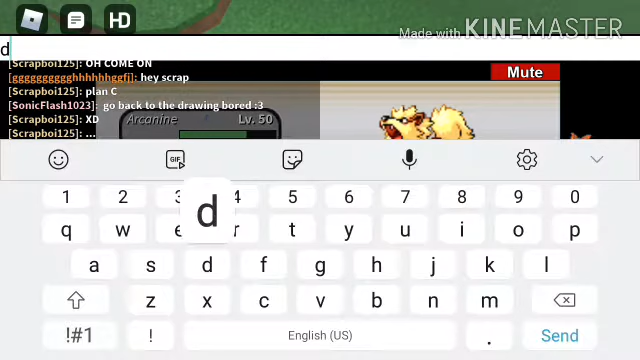 HD
Made with KINEMASTER
d
[Scrapboi125]: OH COME ON
[gggggggggghhhhhhggfj]: hey scrap
[Scrapboi125]: plan C
[SonicFlash1023]: go back to the drawing bored :3
[Scrapboi125]: XD
[Scrapboi125]: ...
Mute
Arcanine Lv. 50
GIF
1 2 3 4 5 6 7 8 9 0
d
q w e r t y u i o p
a s d f g h j k l
z x c v b n m
!#1 ! English (US) . Send